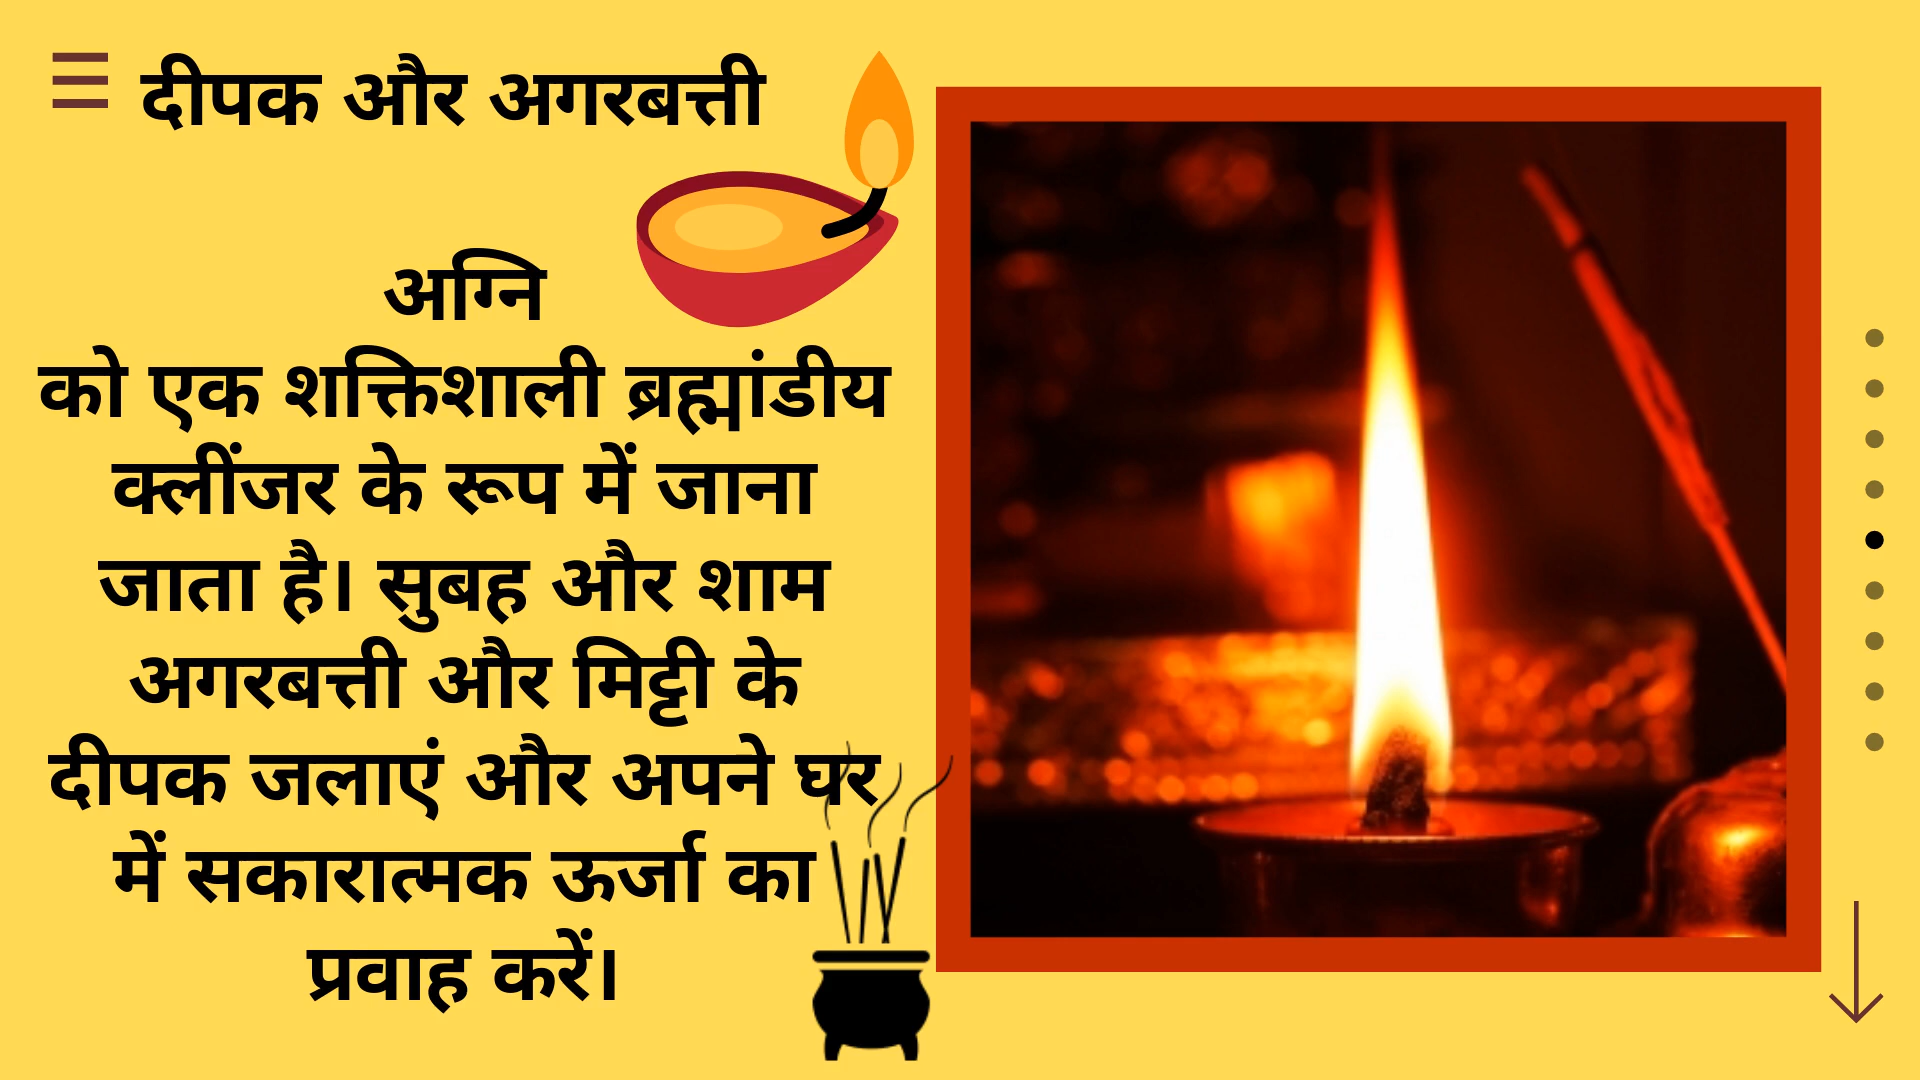 दीपक और अगरबत्ती
अग्नि
को एक शक्तिशाली ब्रह्मांडीय
क्लींजर के रूप में जाना
जाता है। सुबह और शाम
अगरबत्ती और मिट्टी के
दीपक जलाएं और अपने घर
में सकारात्मक ऊर्जा का
प्रवाह करें।